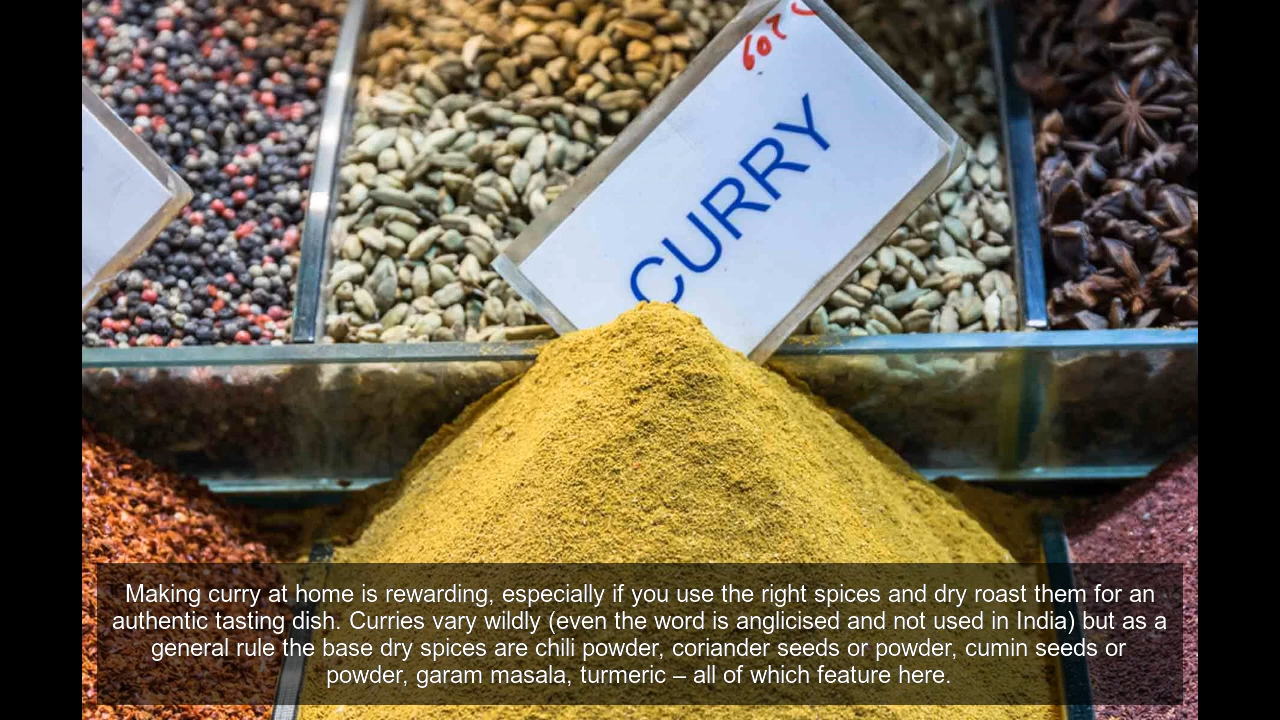 CURRY
Making curry at home is rewarding, especially if you use the right spices and dry roast them for an
authentic tasting dish. Curries vary wildly (even the word is anglicised and not used in India) but as a
general rule the base dry spices are chili powder, coriander seeds or powder, cumin seeds or
powder, garam masala, turmeric – all of which feature here.